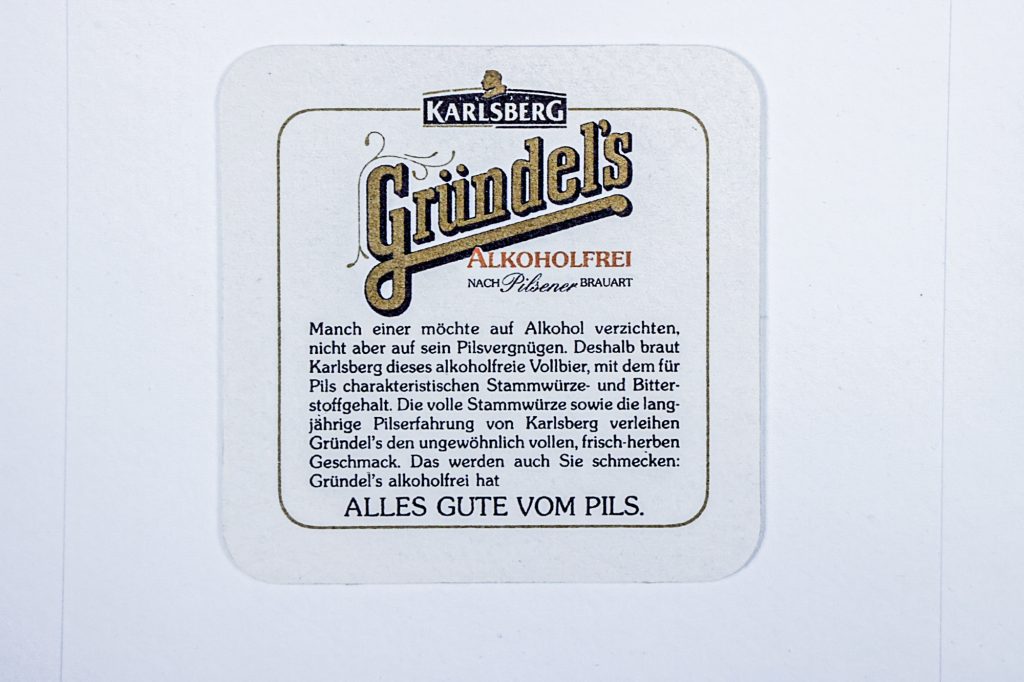 KARLSBERG
Gründel's
ALKOHOLFREI
NACH Pilsener BRAUART
Manch einer möchte auf Alkohol verzichten,
nicht aber auf sein Pilsvergnügen. Deshalb braut
Karlsberg dieses alkoholfreie Vollbier, mit dem für
Pils charakteristischen Stammwürze- und Bitter-
stoffgehalt. Die volle Stammwürze sowie die lang-
jährige Pilserfahrung von Karlsberg verleihen
Gründel's den ungewöhnlich vollen, frisch-herben
Geschmack. Das werden auch Sie schmecken:
Gründel's alkoholfrei hat
ALLES GUTE VOM PILS.